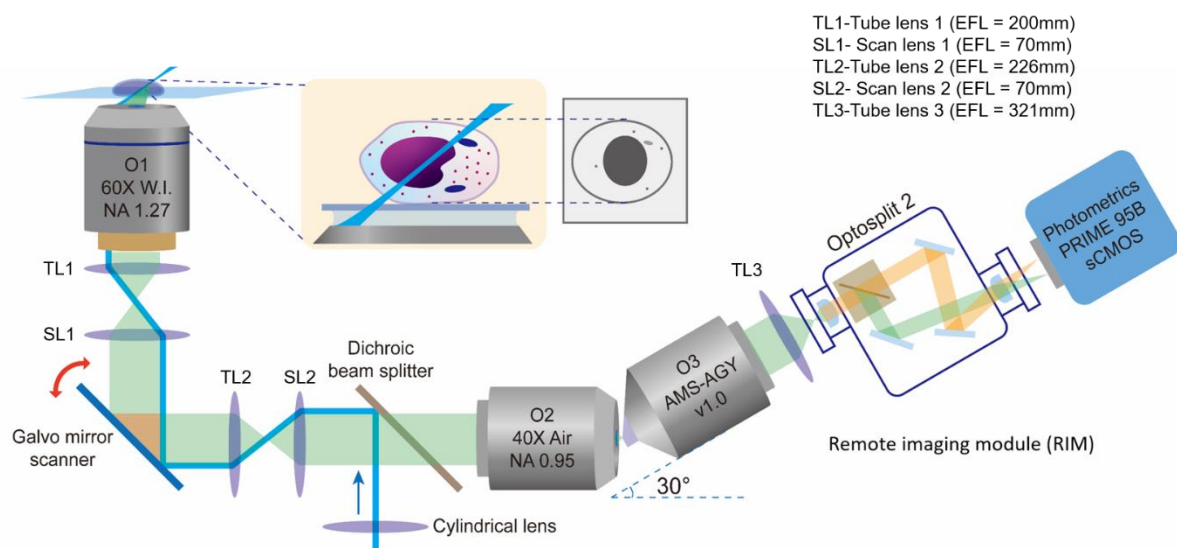 TL1-Tube lens 1 (EFL = 200mm)
SL1- Scan lens 1 (EFL = 70mm)
TL2-Tube lens 2 (EFL = 226mm)
SL2- Scan lens 2 (EFL = 70mm)
TL3-Tube lens 3 (EFL = 321mm)
O1
60X W.I.
NA 1.27
TL1
SL1
Galvo mirror
scanner
TL2
SL2
Dichroic
beam splitter
Cylindrical lens
O2
40X Air
NA 0.95
O3
AMS-AGY
v1.0
30°
TL3
Optosplit 2
Photometrics
PRIME 95B
sCMOS
Remote imaging module (RIM)